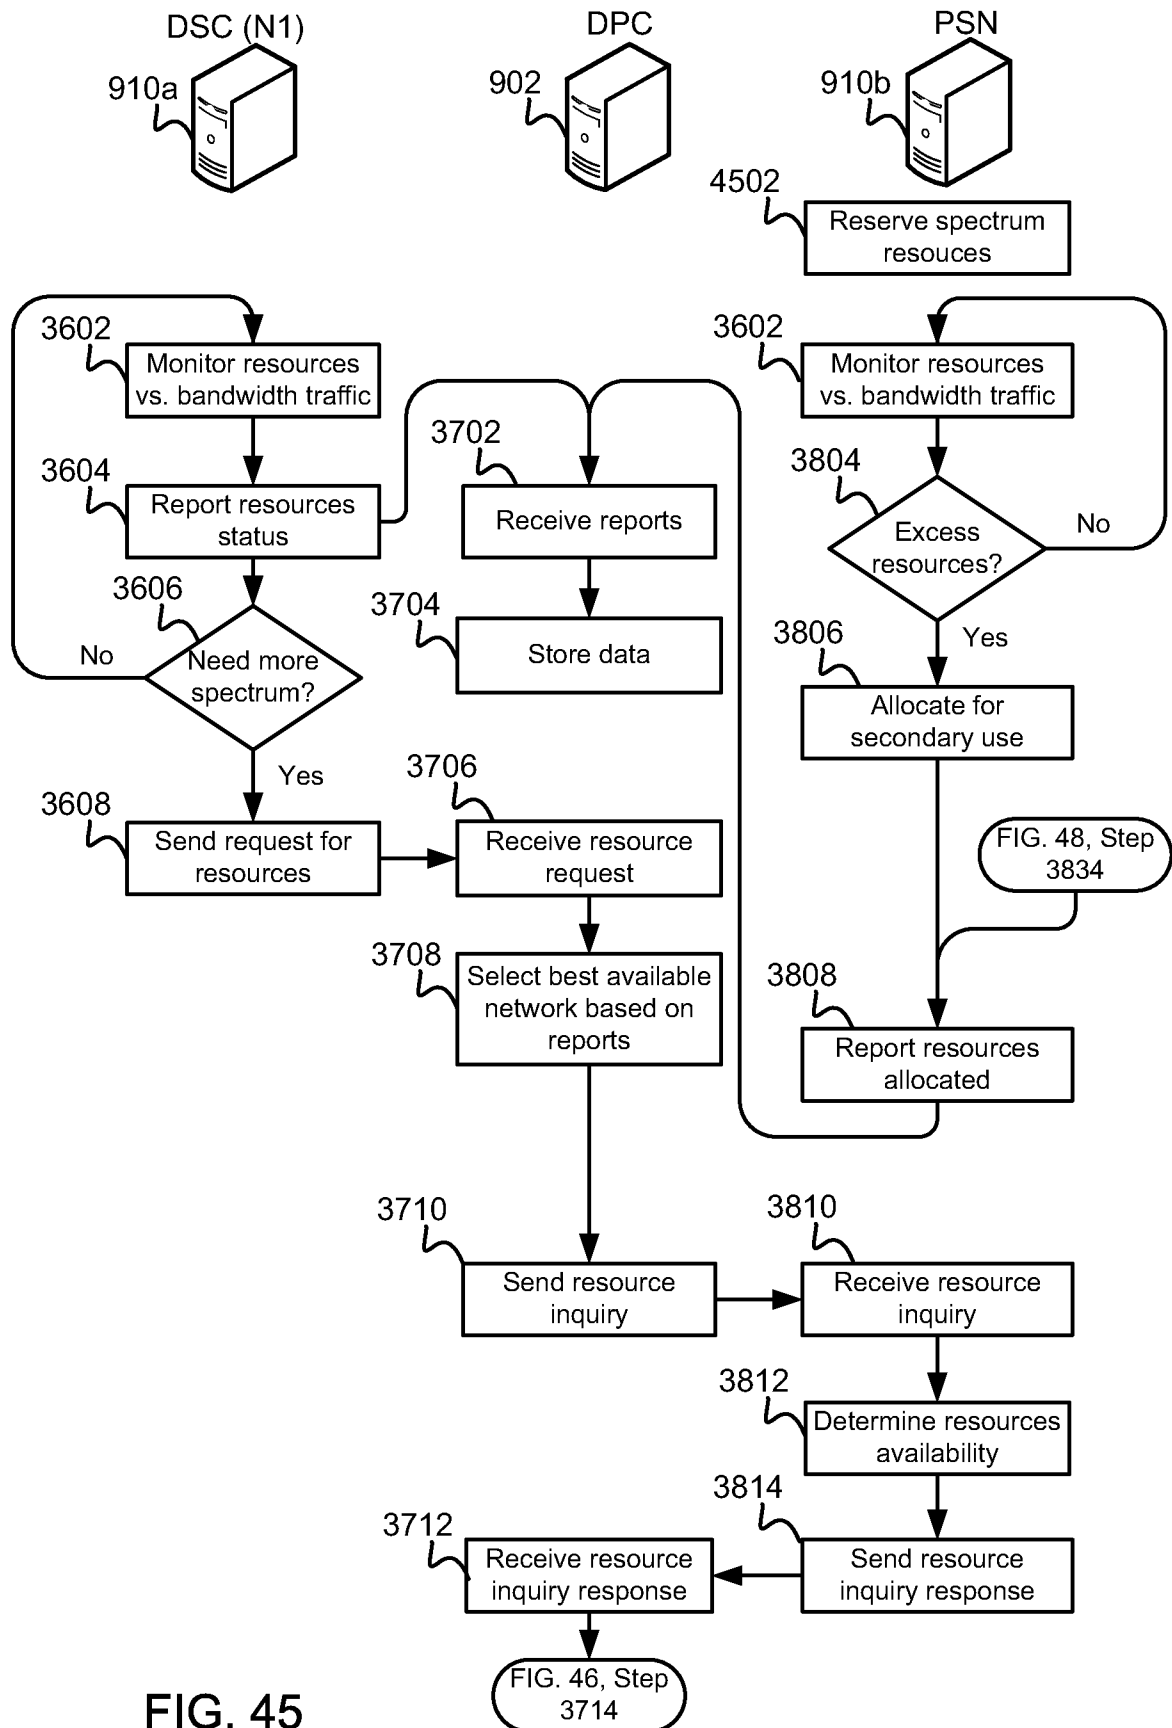 DSC (N1)
DPC
PSN
910a
902
910b
4502
Reserve spectrum
resouces
3602
Monitor resources
vs. bandwidth traffic
3602
Monitor resources
vs. bandwidth traffic
3702
3804
3604
Report resources
status
Receive reports
Excess
resources?
No
3606
3704
3806
Yes
No
Need more
spectrum?
Store data
Allocate for
secondary use
Yes
3706
3608
Send request for
resources
Receive resource
request
FIG. 48, Step
3834
3708
Select best available
network based on
reports
3808
Report resources
allocated
3710
3810
Send resource
inquiry
Receive resource
inquiry
3812
Determine resources
availability
3814
3712
Receive resource
inquiry response
Send resource
inquiry response
FIG. 46, Step
3714
FIG. 45